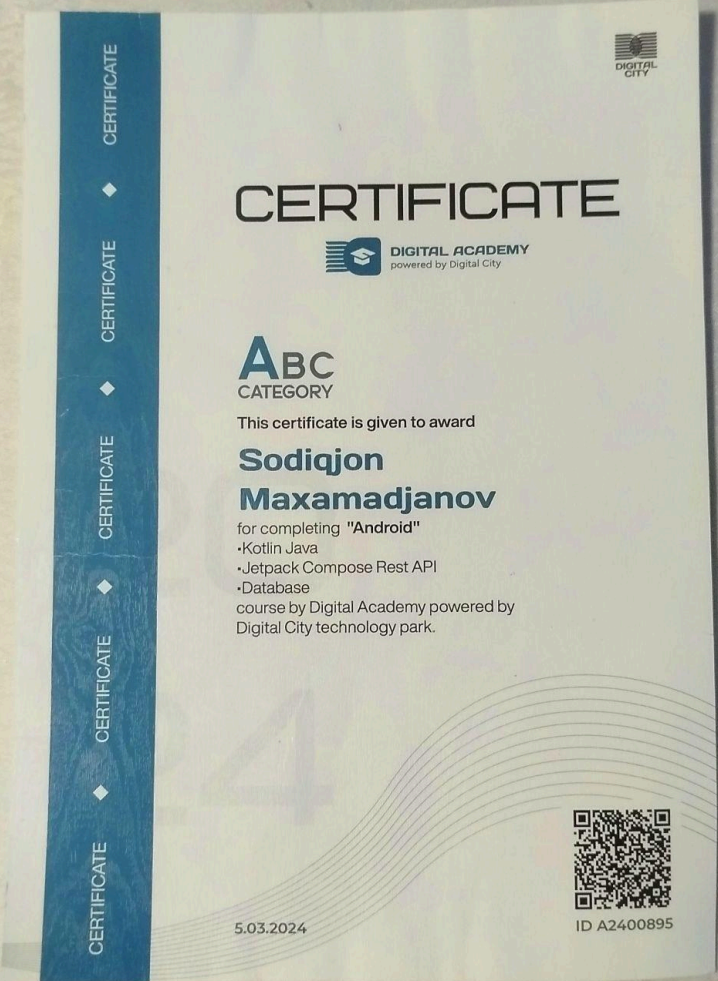 CERTIFICATE
CERTIFICATE
CERTIFICATE
CERTIFICATE
CERTIFICATE
DIGITAL
CITY
CERTIFICATE
DIGITAL ACADEMY
powered by Digital City
ABC
CATEGORY
This certificate is given to award
Sodiqjon
Maxamadjanov
for completing "Android"
•Kotlin Java
•Jetpack Compose Rest API
•Database
course by Digital Academy powered by
Digital City technology park.
24
5.03.2024
ID A2400895